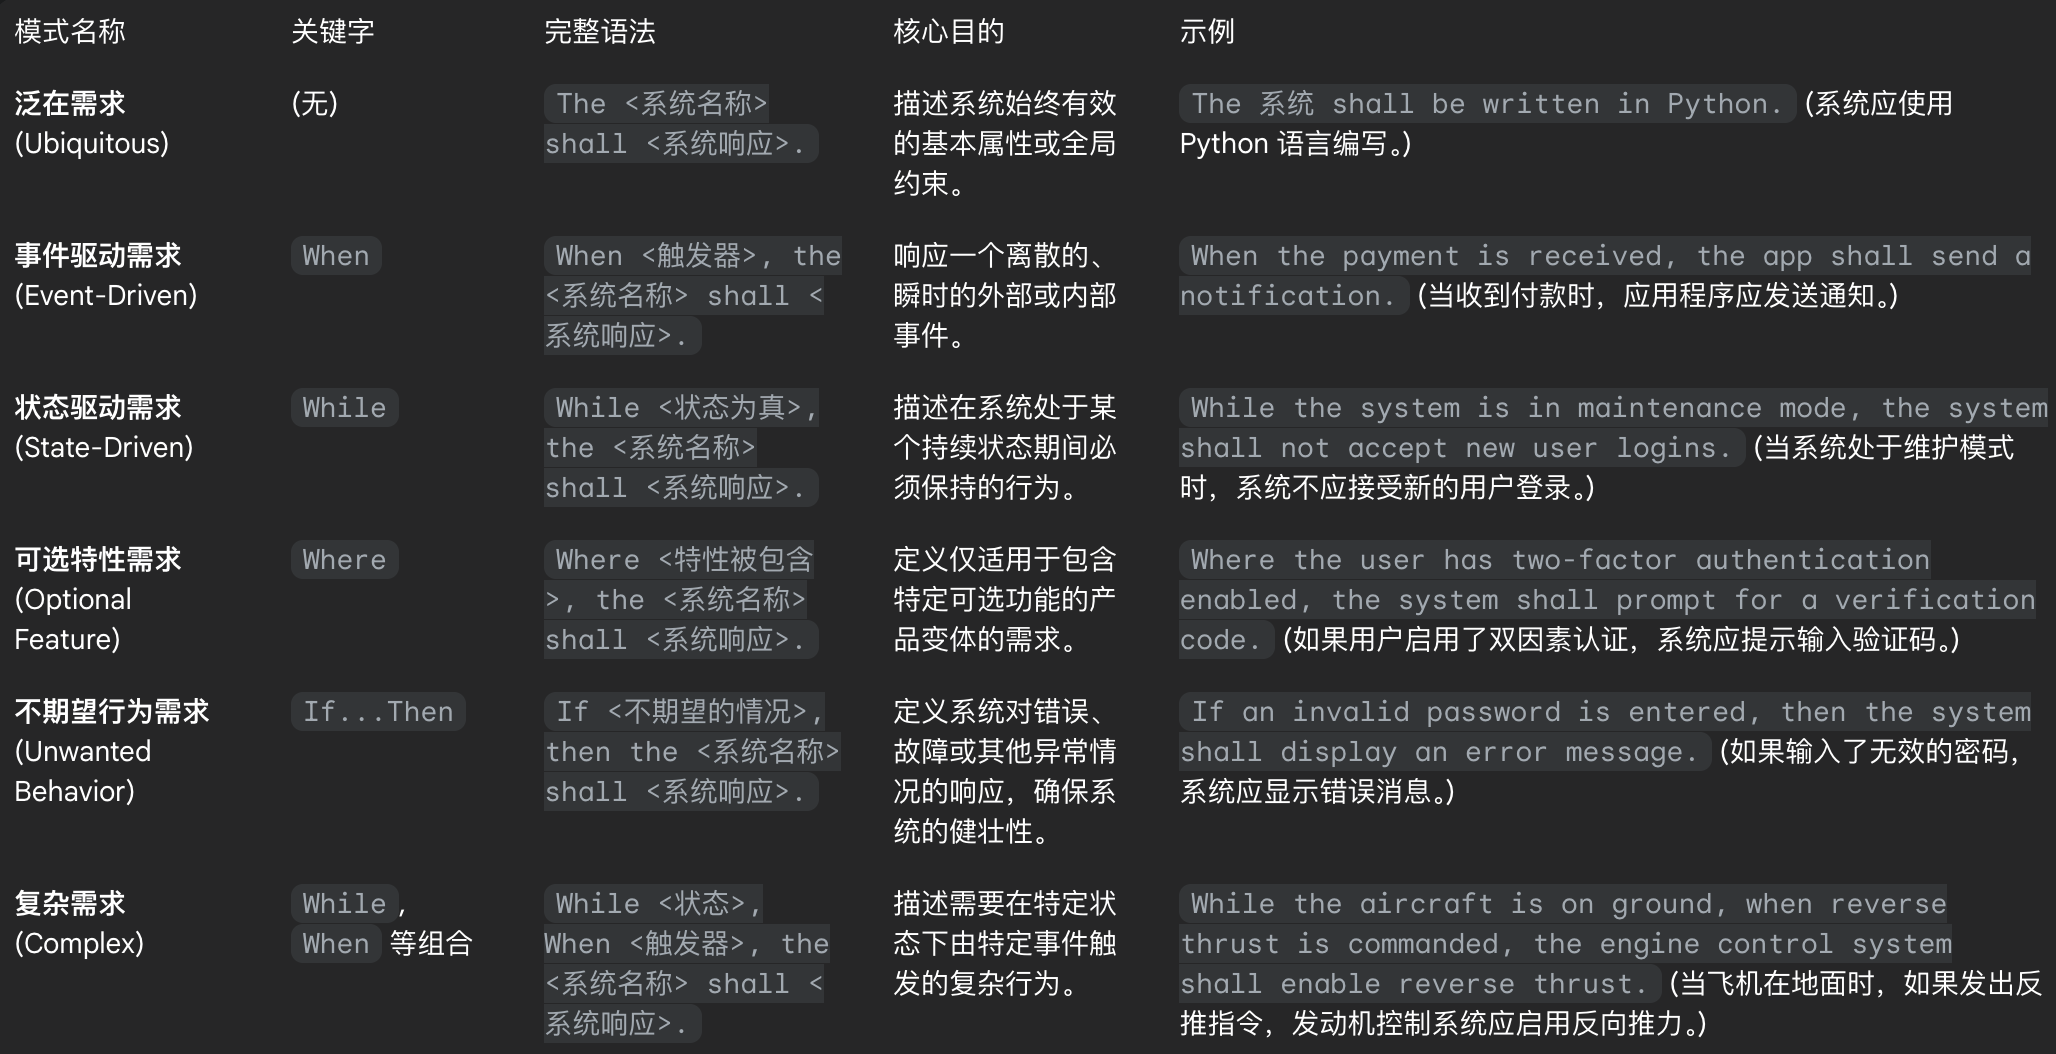 模式名称 关键字 完整语法 核心目的 示例
泛在需求
(Ubiquitous)
(无)
The <系统名称>
shall <系统响应>.
描述系统始终有效
的基本属性或全局
约束。
The 系统 shall be written in Python. (系统应使用
Python 语言编写。)
事件驱动需求
(Event-Driven)
When
When <触发器>, the
<系统名称> shall <
系统响应>.
响应一个离散的、
瞬时的外部或内部
事件。
When the payment is received, the app shall send a
notification. (当收到付款时，应用程序应发送通知。)
状态驱动需求
(State-Driven)
While
While <状态为真>,
the <系统名称>
shall <系统响应>.
描述在系统处于某
个持续状态期间必
须保持的行为。
While the system is in maintenance mode, the system
shall not accept new user logins. (当系统处于维护模式
时，系统不应接受新的用户登录。)
可选特性需求
(Optional
Feature)
Where
Where <特性被包含
>, the <系统名称>
shall <系统响应>.
定义仅适用于包含
特定可选功能的产
品变体的需求。
Where the user has two-factor authentication
enabled, the system shall prompt for a verification
code. (如果用户启用了双因素认证，系统应提示输入验证码。)
不期望行为需求
(Unwanted
Behavior)
If...Then
If <不期望的情况>,
then the <系统名称>
shall <系统响应>.
定义系统对错误、
故障或其他异常情
况的响应，确保系
统的健壮性。
If an invalid password is entered, then the system
shall display an error message. (如果输入了无效的密码，
系统应显示错误消息。)
复杂需求
(Complex)
While,
When 等组合
While <状态>,
When <触发器>, the
<系统名称> shall <
系统响应>.
描述需要在特定状
态下由特定事件触
发的复杂行为。
While the aircraft is on ground, when reverse
thrust is commanded, the engine control system
shall enable reverse thrust. (当飞机在地面时，如果发出反
推指令，发动机控制系统应启用反向推力。)